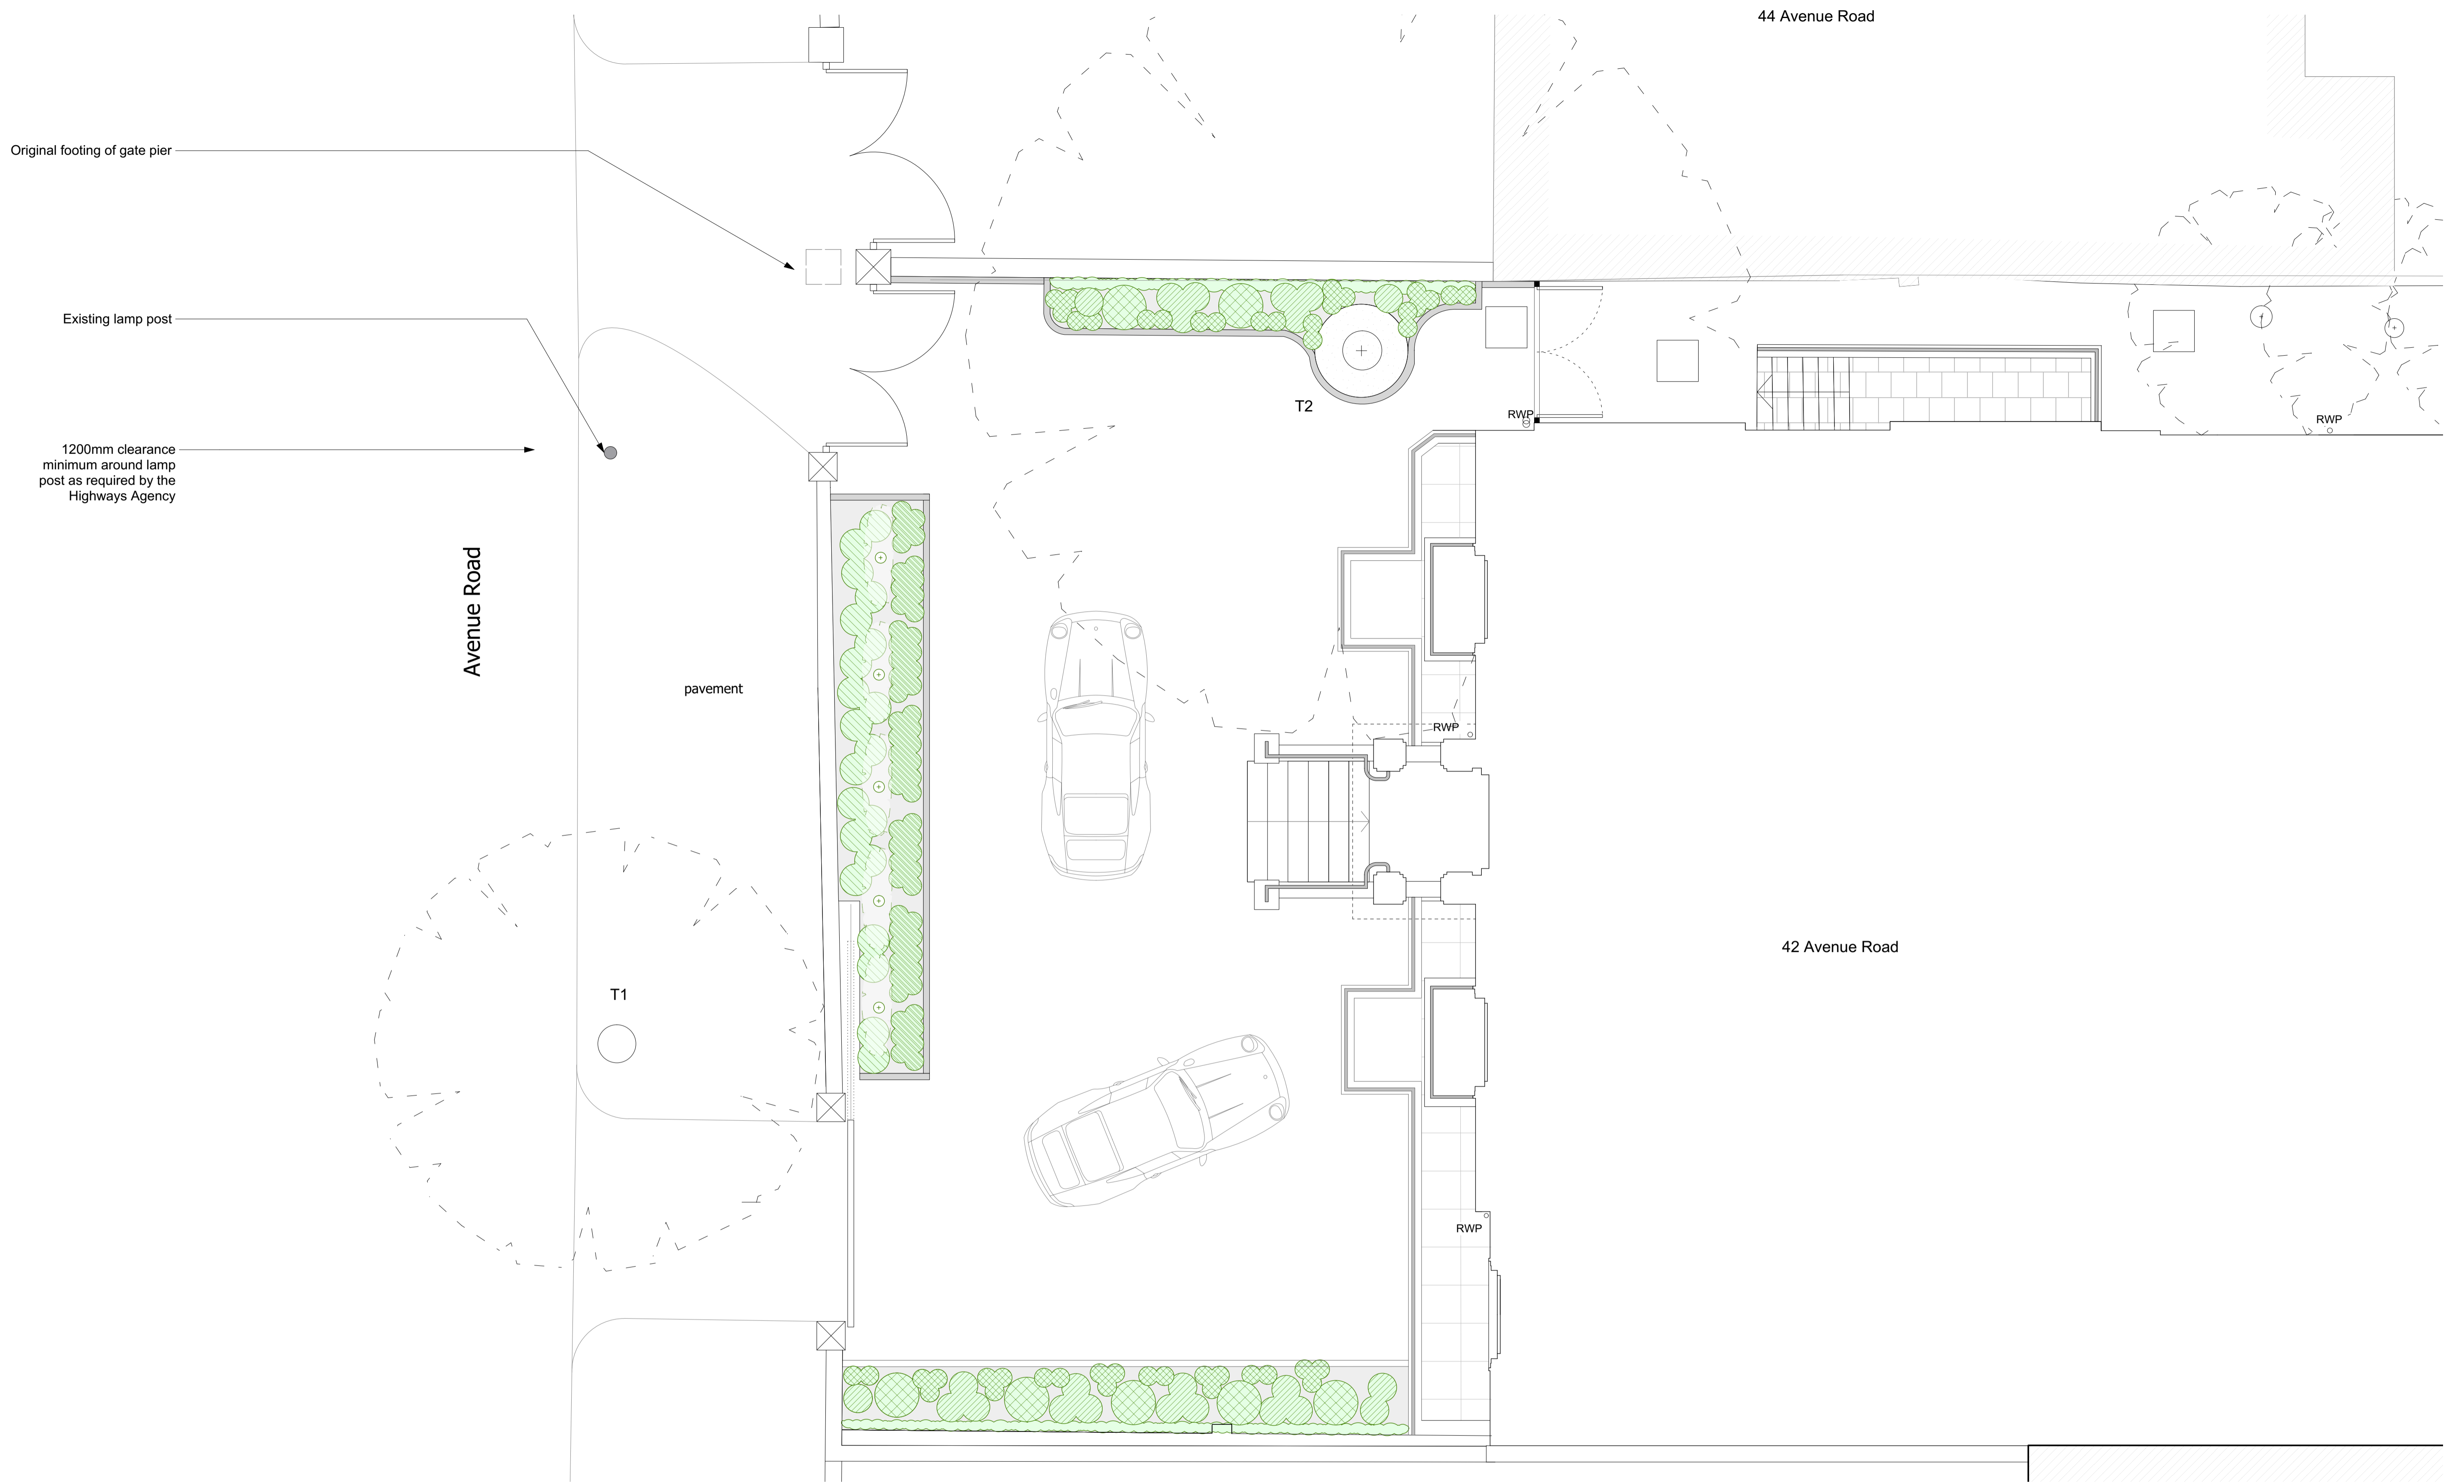 44 Avenue Road
Original footing of gate pier
Existing lamp post
T2
RWP
RWP
1200mm clearance
minimum around lamp
post as required by the
Highways Agency
Avenue Road
pavement
RWP
42 Avenue Road
T1
RWP